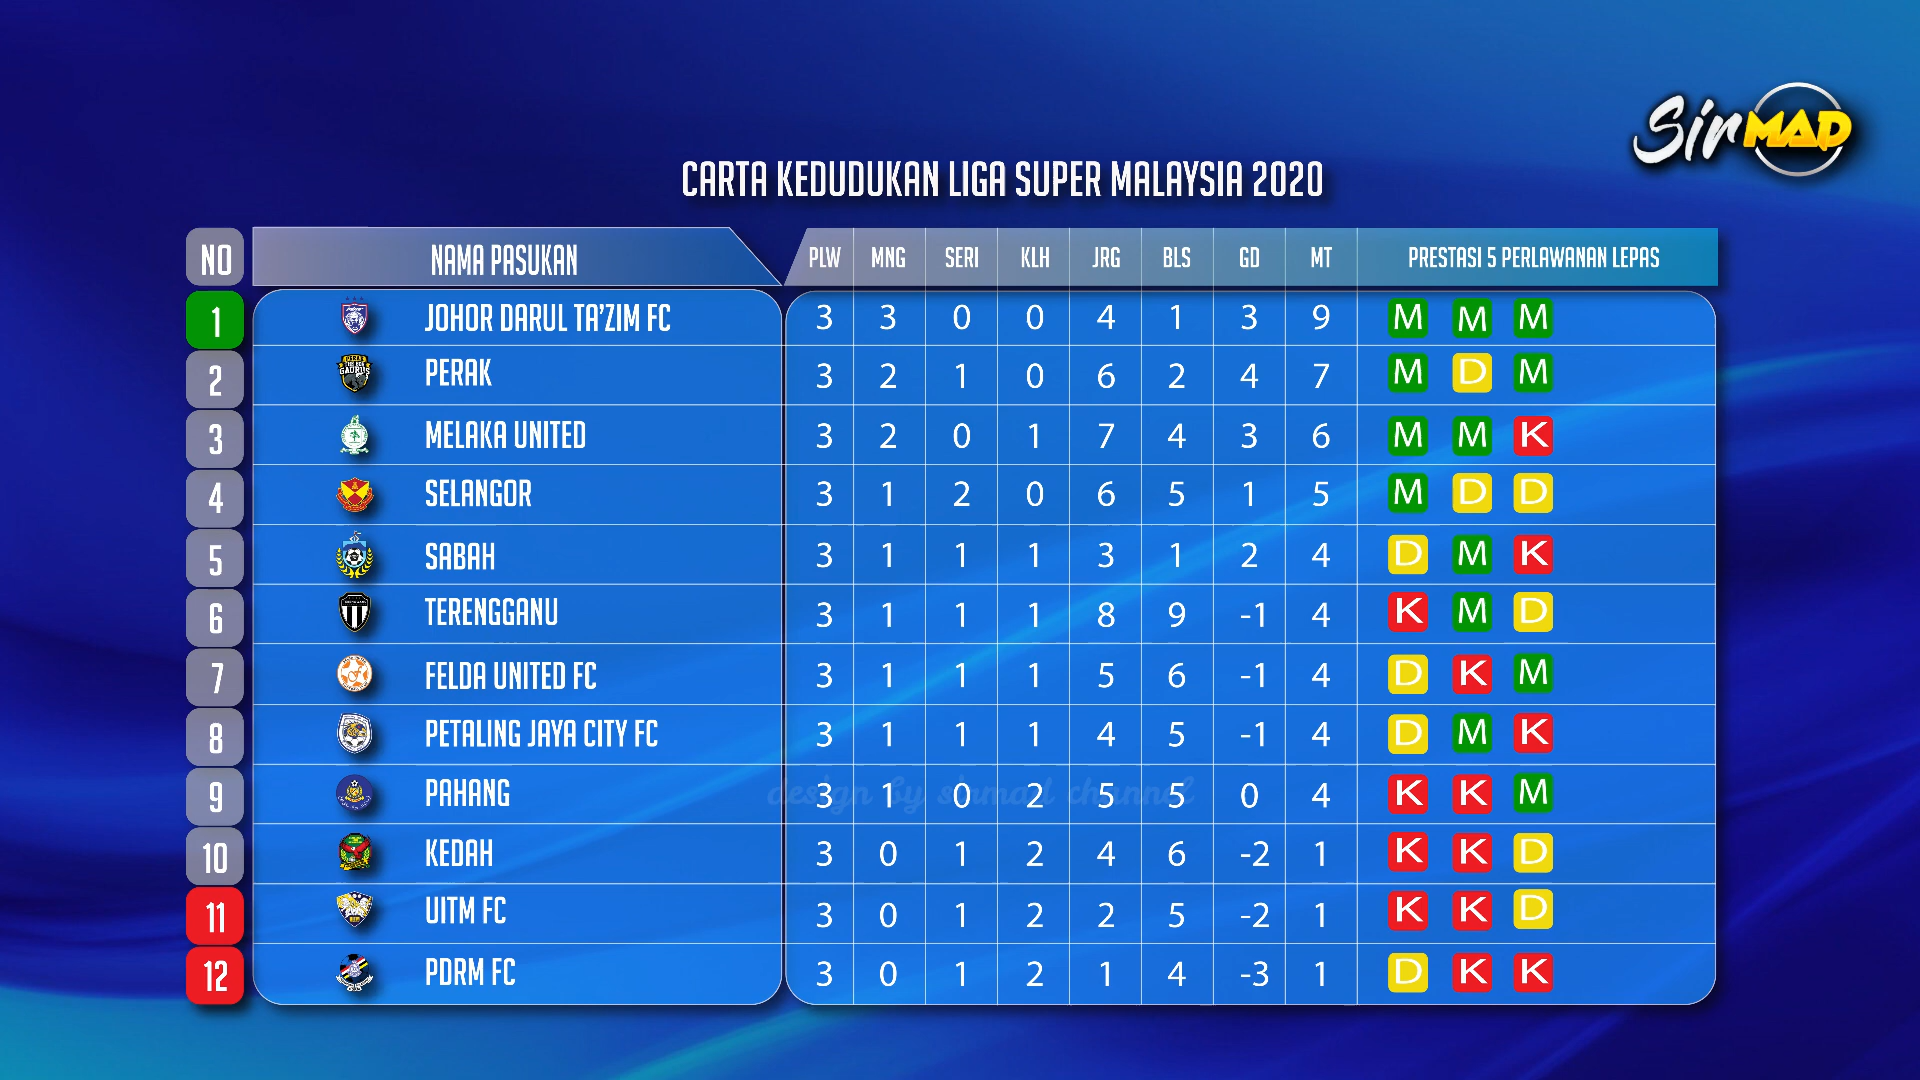 SirMAD
CARTA KEDUDUKAN LIGA SUPER MALAYSIA 2020
NO NAMA PASUKAN PLW MNG SERI KLH JRG BLS GD MT PRESTASI 5 PERLAWANAN LEPAS
1 JOHOR DARUL TA'ZIM FC 3 3 0 0 4 1 3 9 M M M
2 PERAK 3 2 1 0 6 2 4 7 M D M
3 MELAKA UNITED 3 2 0 1 7 4 3 6 M M K
4 SELANGOR 3 1 2 0 6 5 1 5 M D D
5 SABAH 3 1 1 1 3 1 2 4 D M K
6 TERENGGANU 3 1 1 1 8 9 -1 4 K M D
7 FELDA UNITED FC 3 1 1 1 5 6 -1 4 D K M
8 PETALING JAYA CITY FC 3 1 1 1 4 5 -1 4 D M K
9 PAHANG 3 1 0 2 5 5 0 4 K K M
design by sirmad channel
10 KEDAH 3 0 1 2 4 6 -2 1 K K D
11 UITM FC 3 0 1 2 2 5 -2 1 K K D
12 PDRM FC 3 0 1 2 1 4 -3 1 D K K